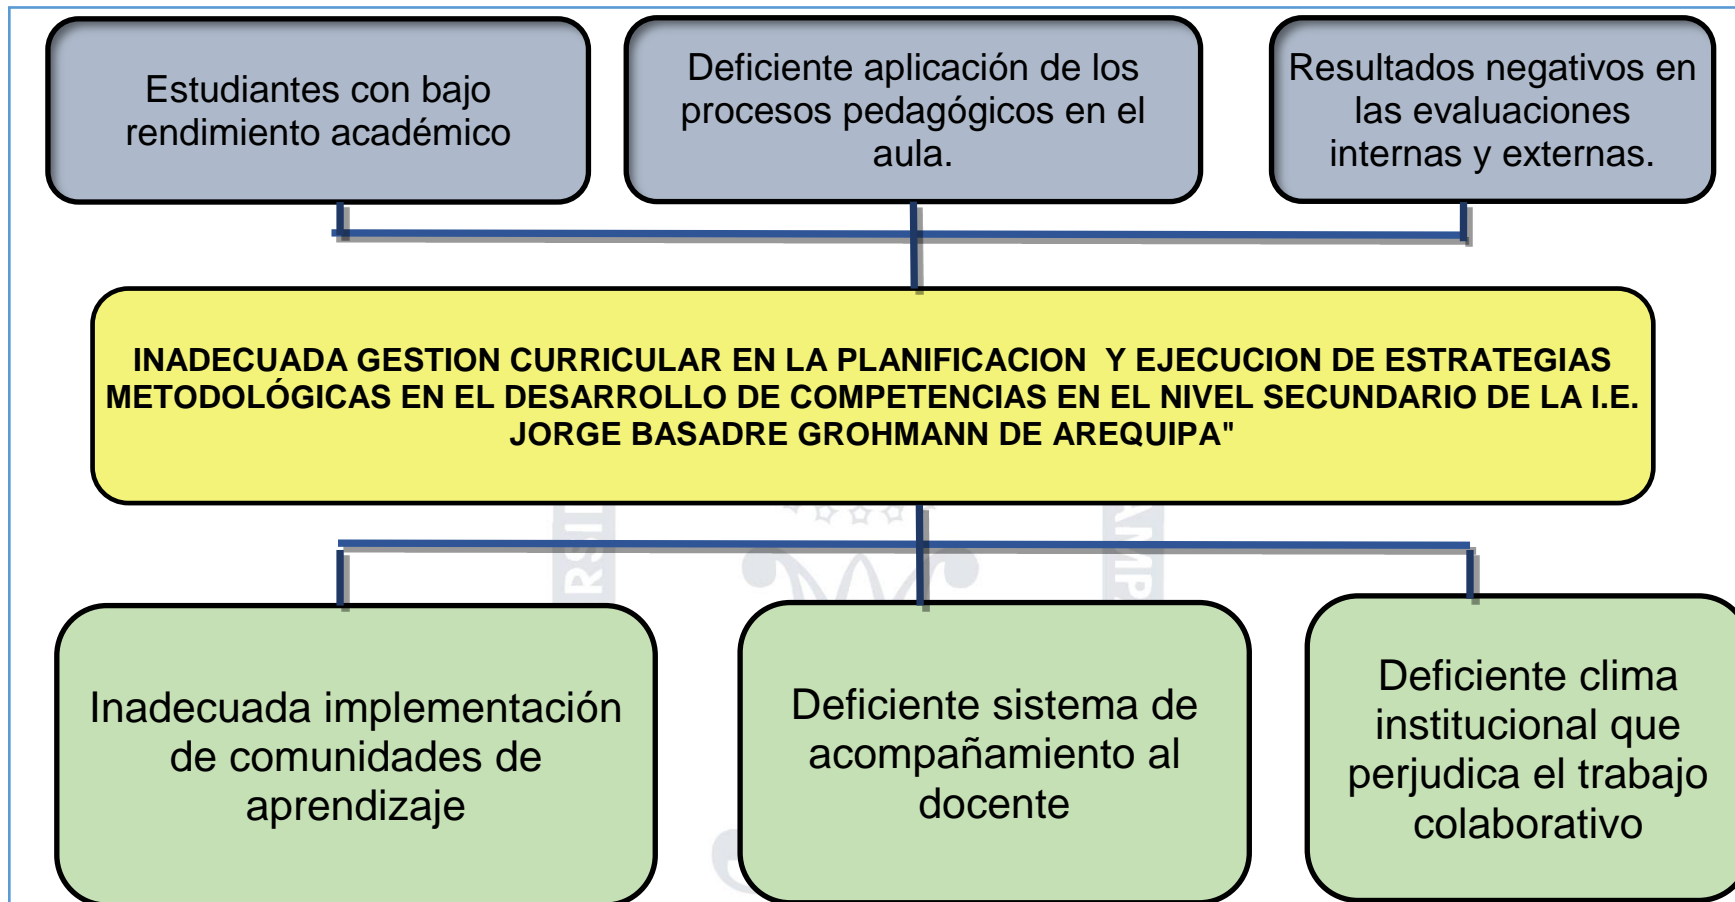 Estudiantes con bajo
rendimiento académico
Deficiente aplicación de los
procesos pedagógicos en el
aula.
Resultados negativos en
las evaluaciones
internas y externas.
INADECUADA GESTION CURRICULAR EN LA PLANIFICACION Y EJECUCION DE ESTRATEGIAS
METODOLÓGICAS EN EL DESARROLLO DE COMPETENCIAS EN EL NIVEL SECUNDARIO DE LA I.E.
JORGE BASADRE GROHMANN DE AREQUIPA"
Inadecuada implementación
de comunidades de
aprendizaje
Deficiente sistema de
acompañamiento al
docente
Deficiente clima
institucional que
perjudica el trabajo
colaborativo